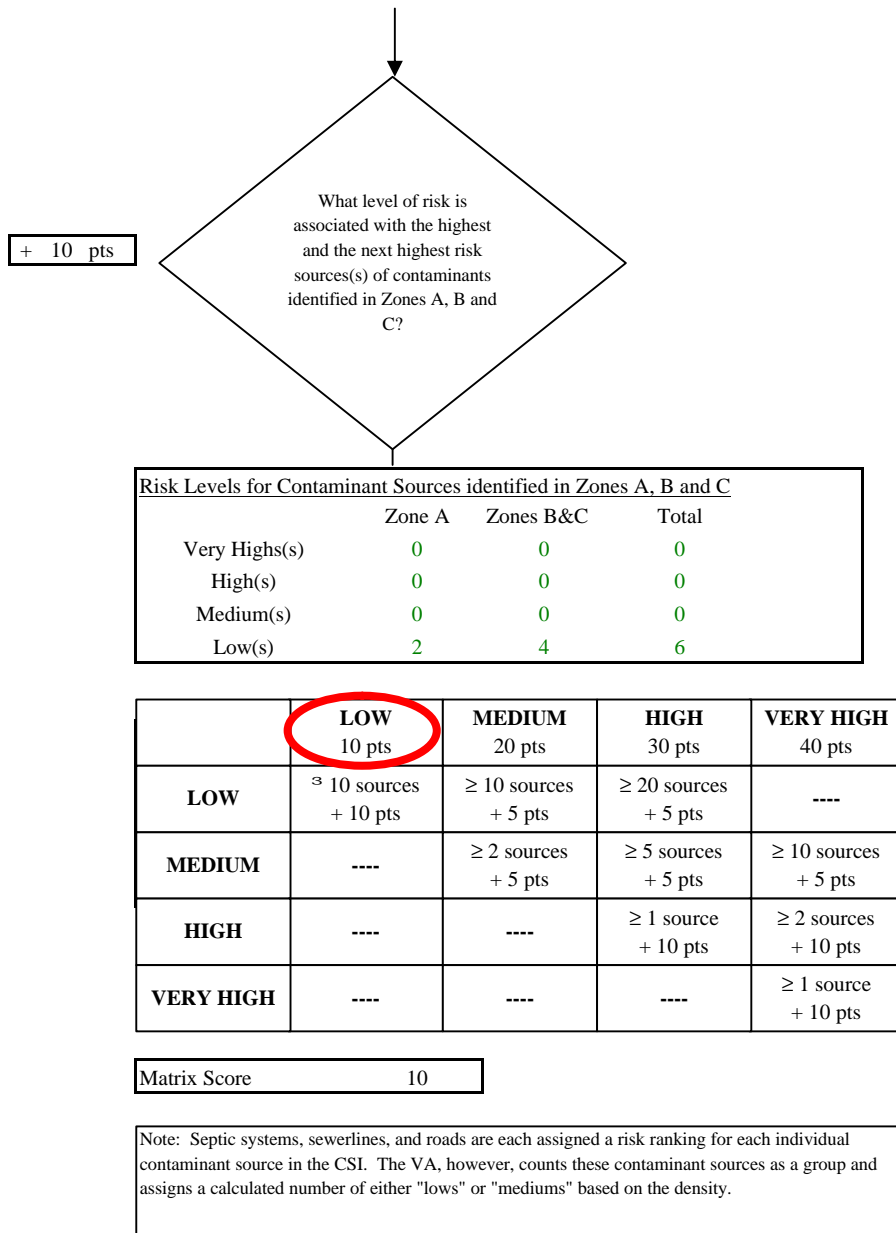 What level of risk is
associated with the highest
and the next highest risk
sources(s) of contaminants
identified in Zones A, B and
C?
+ 10 pts
Risk Levels for Contaminant Sources identified in Zones A, B and C
Zone A Zones B&C Total
Very Highs(s) 0 0 0
High(s) 0 0 0
Medium(s) 0 0 0
Low(s) 2 4 6
LOW MEDIUM HIGH VERY HIGH
10 pts 20 pts 30 pts 40 pts
LOW
³ 10 sources ≥ 10 sources ≥ 20 sources ----
+ 10 pts + 5 pts + 5 pts
MEDIUM
---- ≥ 2 sources ≥ 5 sources ≥ 10 sources
+ 5 pts + 5 pts + 5 pts
HIGH
---- ---- ≥ 1 source ≥ 2 sources
+ 10 pts + 10 pts
VERY HIGH
---- ---- ---- ≥ 1 source
+ 10 pts
Matrix Score 10
Note: Septic systems, sewerlines, and roads are each assigned a risk ranking for each individual
contaminant source in the CSI. The VA, however, counts these contaminant sources as a group and
assigns a calculated number of either "lows" or "mediums" based on the density.